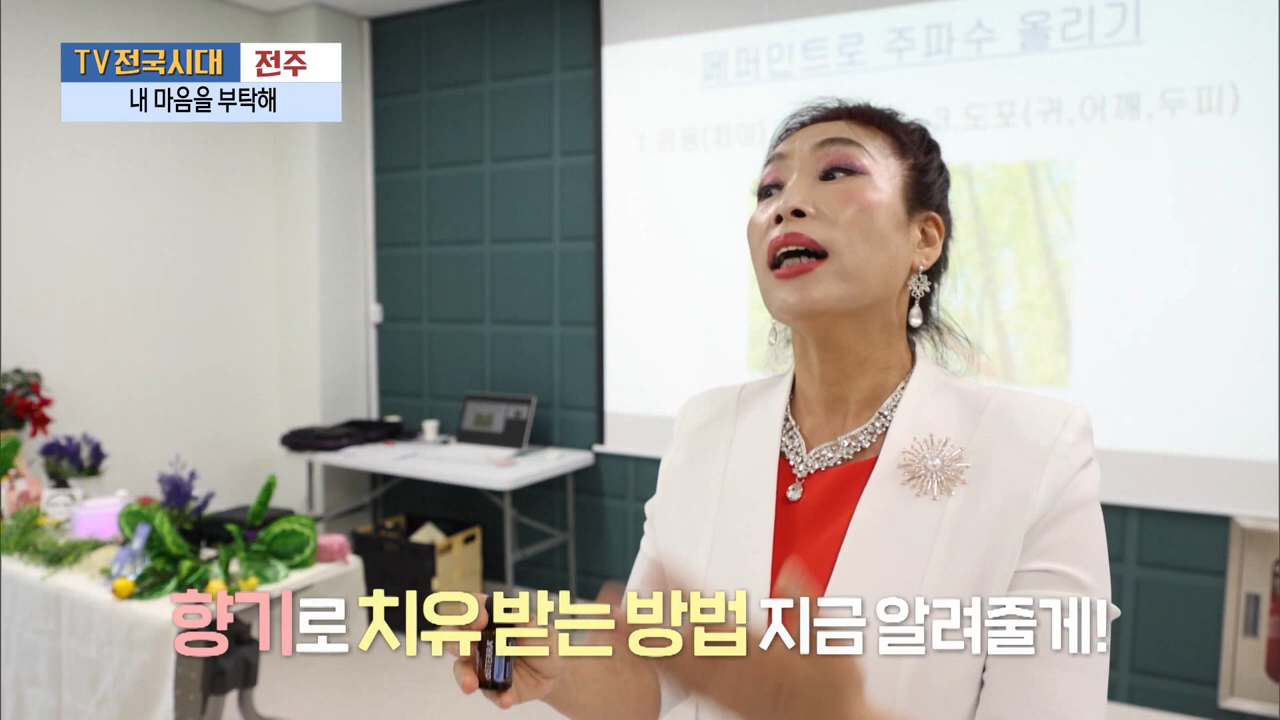 TV전국시대 전주
내 마음을 부탁해
페퍼민트로 주파수 올리기
3.도포(귀,어깨,두피)
향기로 치유 받는 방법 지금 알려줄게!